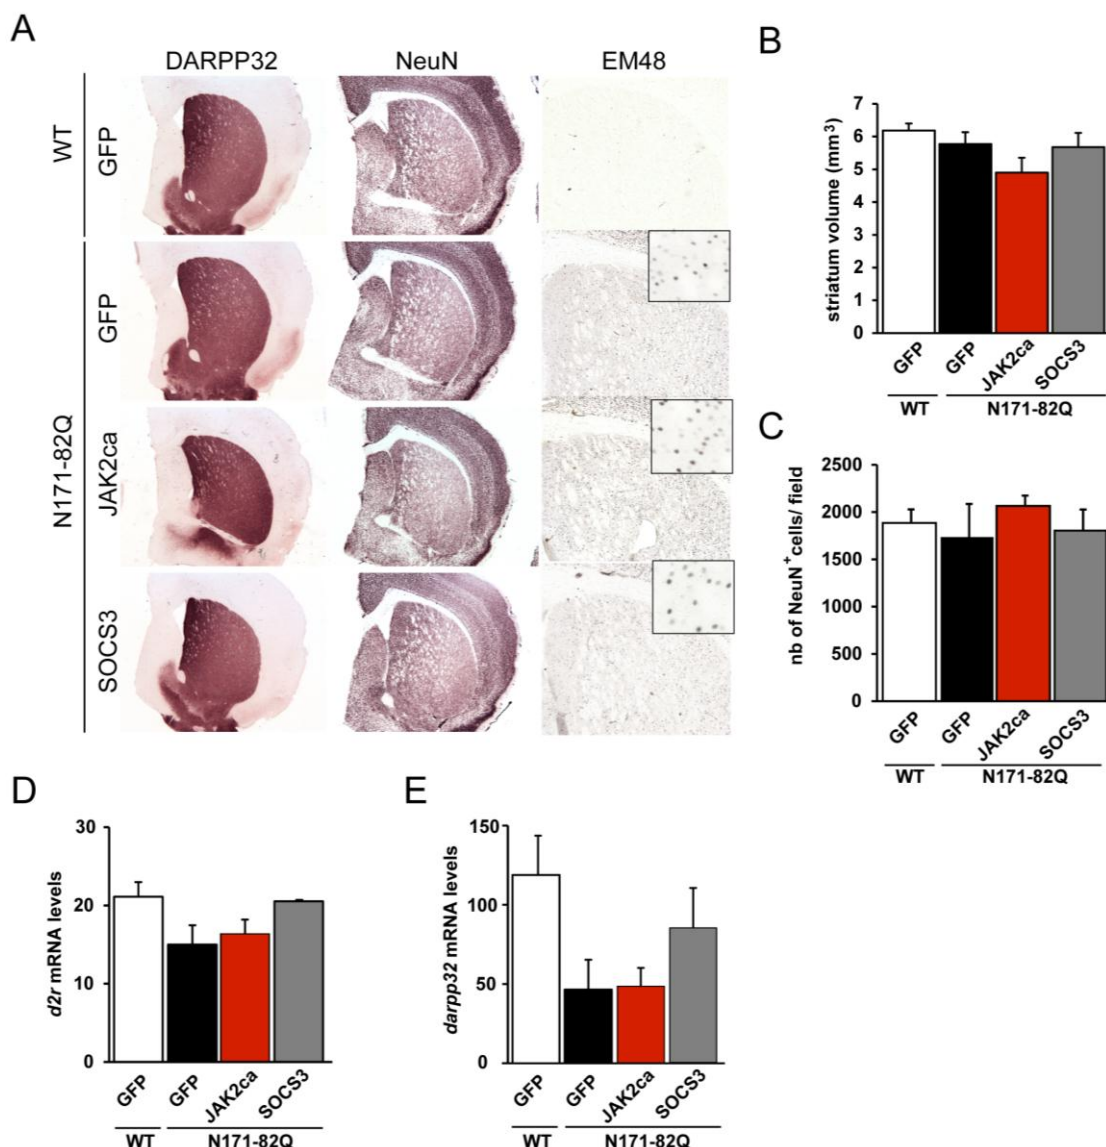 A
DARPP32 NeuN EM48
WT
GFP
N171-82Q
GFP
JAK2ca
SOCS3
B
striatum volume (mm³)
7
6
5
4
3
2
1
0
GFP GFP JAK2ca SOCS3
WT N171-82Q
C
nb of NeuN⁺cells/ field
2500
2000
1500
1000
500
0
GFP GFP JAK2ca SOCS3
WT N171-82Q
D
d2r mRNA levels
30
20
10
0
GFP GFP JAK2ca SOCS3
WT N171-82Q
E
darpp32 mRNA levels
150
100
50
0
GFP GFP JAK2ca SOCS3
WT N171-82Q